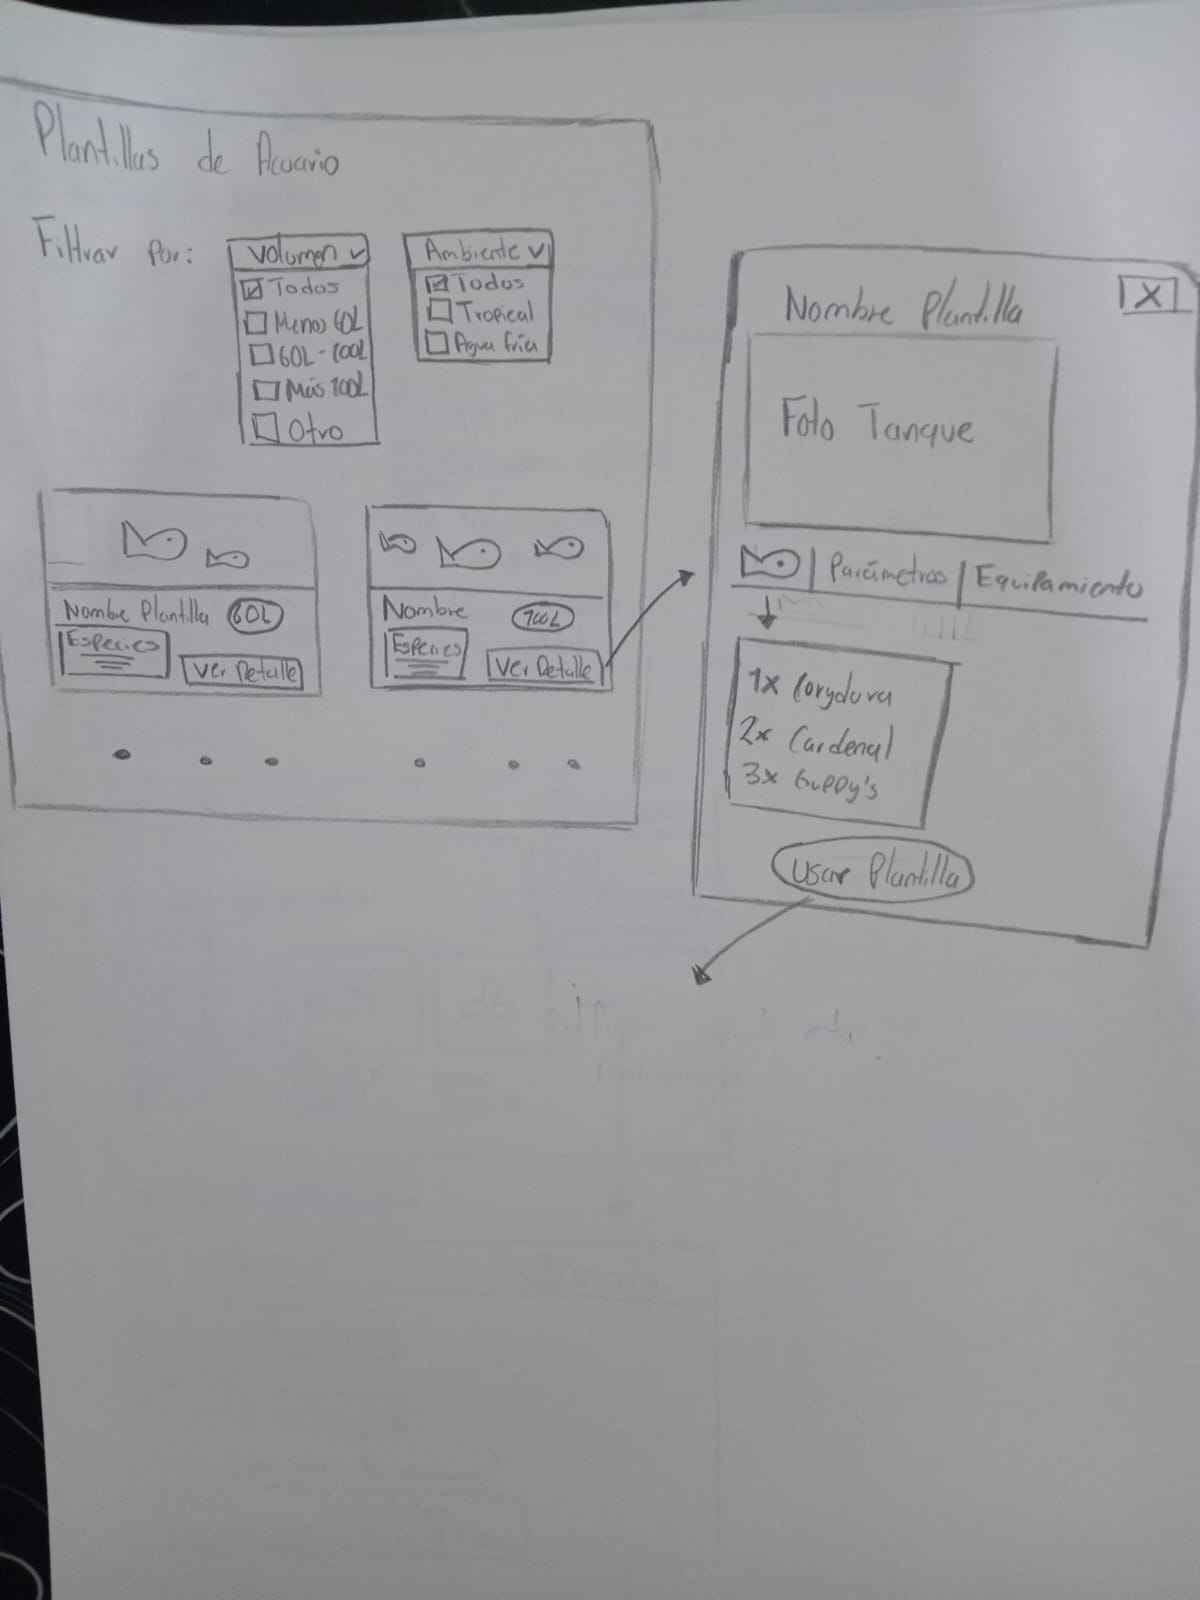 Plantillas de Acuario
Filtrar Por:
Volumen
Todos
Menos 60L
60L - 100L
Más 100L
Otro
Ambiente
Todos
Tropical
Agua fría
Nombre Plantilla 60L
Especies
Ver Detalle
Nombre 100L
Especies
Ver Detalle
Nombre Plantilla X
Foto Tanque
Parámetros | Equipamiento
1x Corydora
2x Cardenal
3x Guppy's
Usar Plantilla